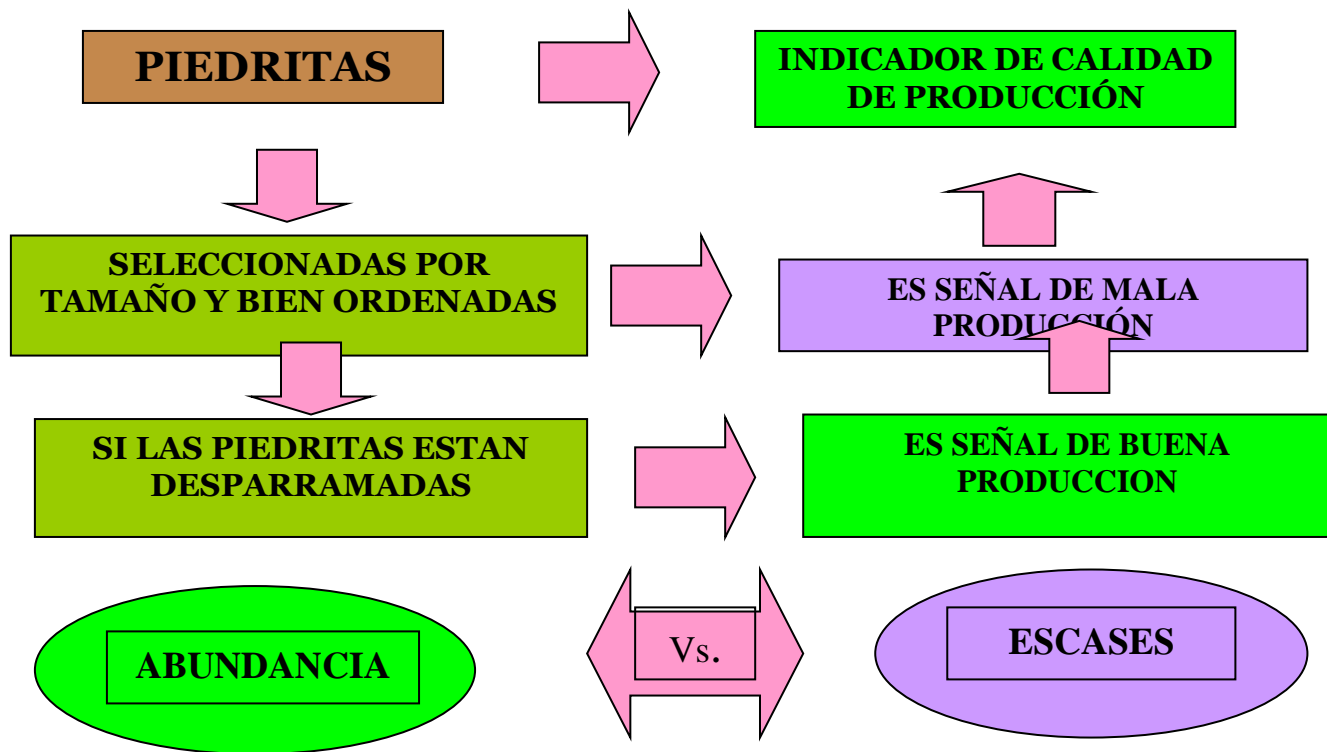 PIEDRITAS
INDICADOR DE CALIDAD
DE PRODUCCIÓN
SELECCIONADAS POR
TAMAÑO Y BIEN ORDENADAS
ES SEÑAL DE MALA
PRODUCCIÓN
SI LAS PIEDRITAS ESTAN
DESPARRAMADAS
ES SEÑAL DE BUENA
PRODUCCION
ABUNDANCIA
Vs.
ESCASES